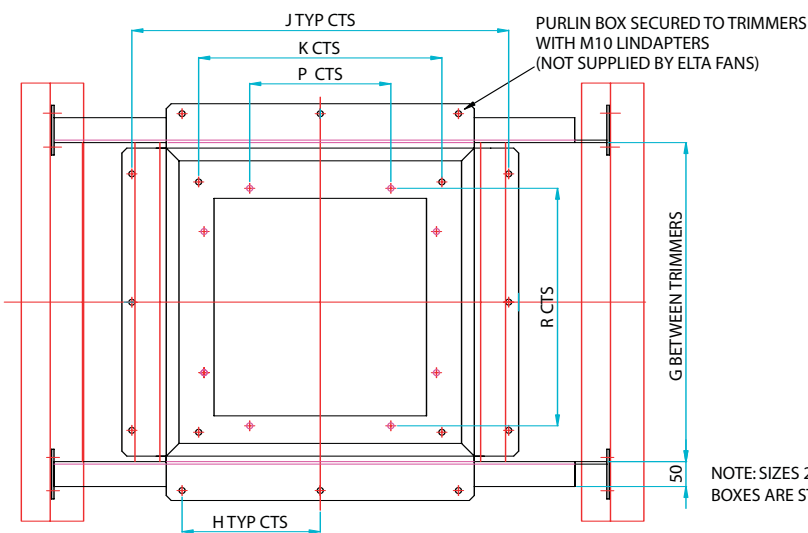 J TYP CTS
PURLIN BOX SECURED TO TRIMMERS
WITH M10 LINDAPTERS
(NOT SUPPLIED BY ELTA FANS)
K CTS
P CTS
R CTS
G BETWEEN TRIMMERS
50
NOTE: SIZES 2
BOXES ARE ST
H TYP CTS